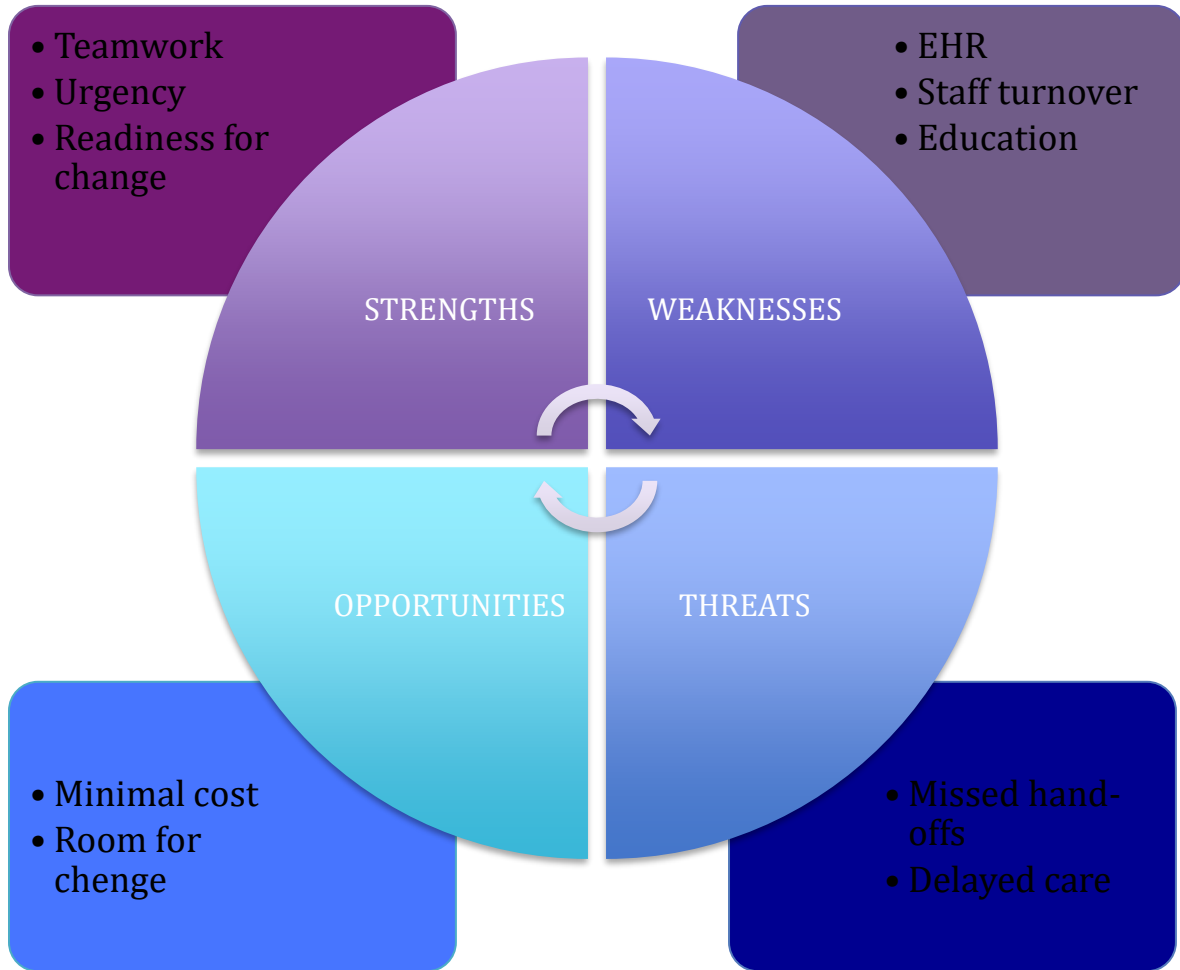 • Teamwork
• Urgency
• Readiness for
change
• EHR
• Staff turnover
• Education
STRENGTHS
WEAKNESSES
OPPORTUNITIES
THREATS
• Minimal cost
• Room for
chenge
• Missed hand-
offs
• Delayed care